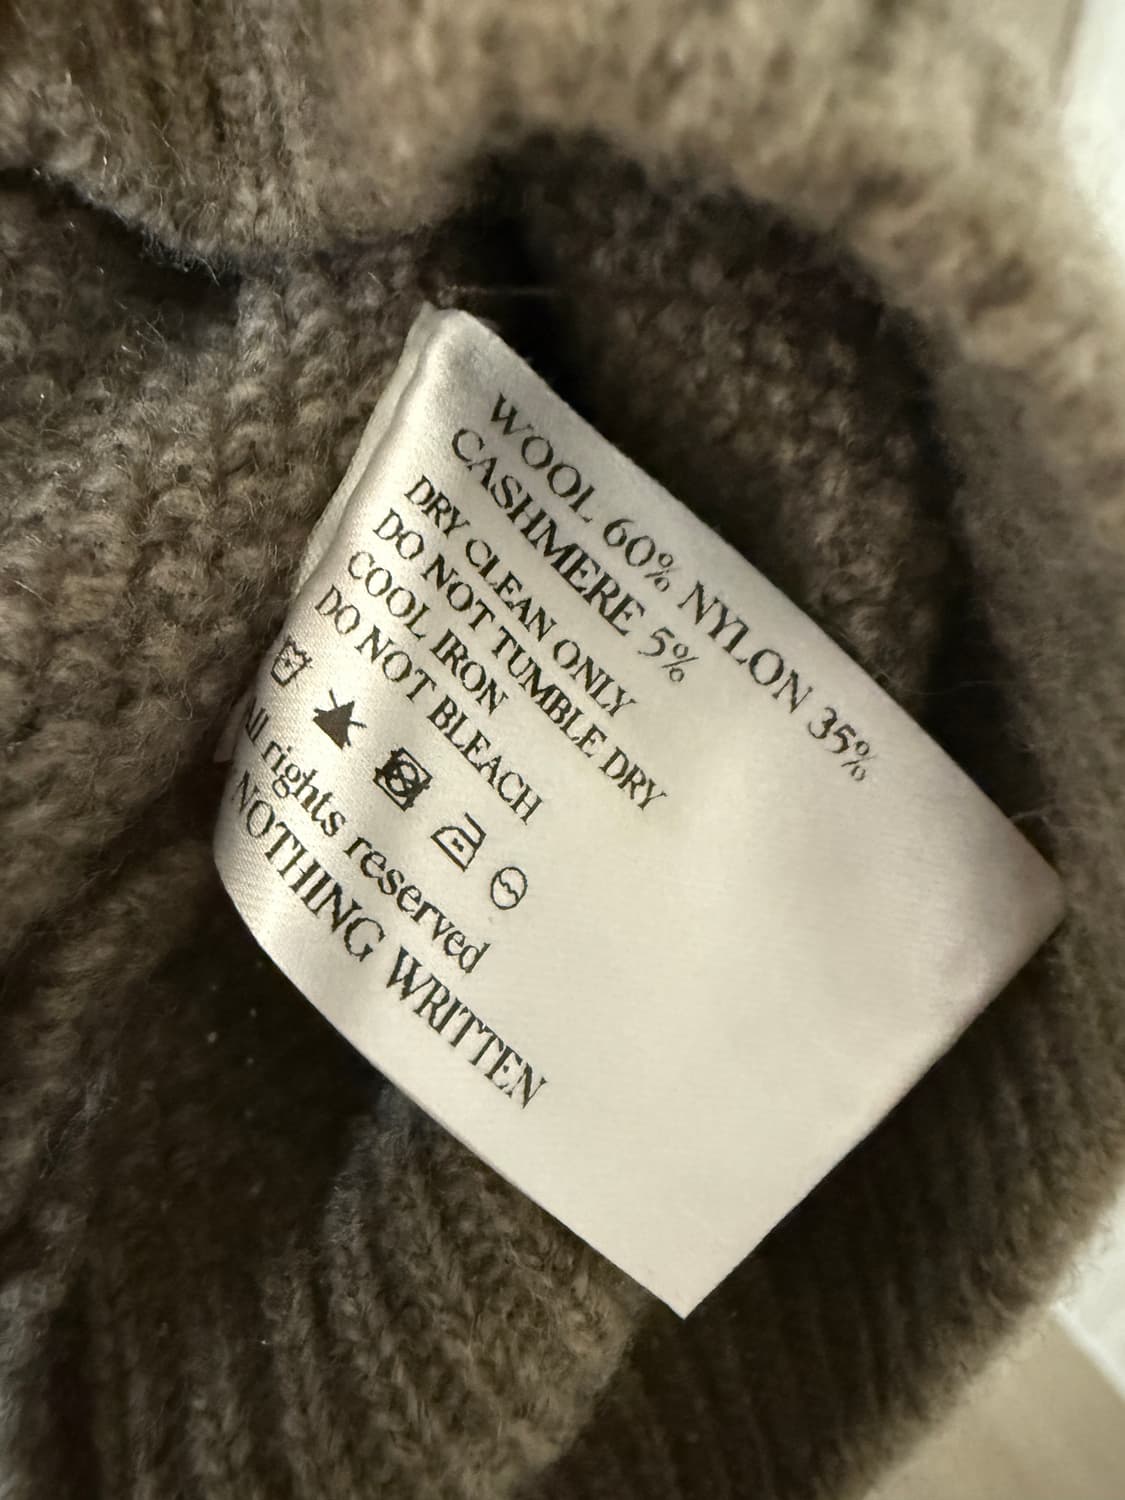 WOOL 60% NYLON 35%
CASHMERE 5%
DRY CLEAN ONLY
DO NOT TUMBLE DRY
COOL IRON
DO NOT BLEACH
All rights reserved
NOTHING WRITTEN